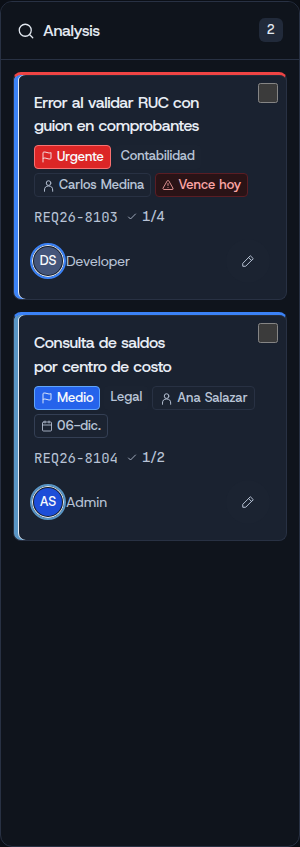 Analysis 2
Error al validar RUC con
guion en comprobantes
Urgente Contabilidad
Carlos Medina Vence hoy
REQ26-8103 ✓ 1/4
DS Developer
Consulta de saldos
por centro de costo
Medio Legal Ana Salazar
06-dic.
REQ26-8104 ✓ 1/2
AS Admin